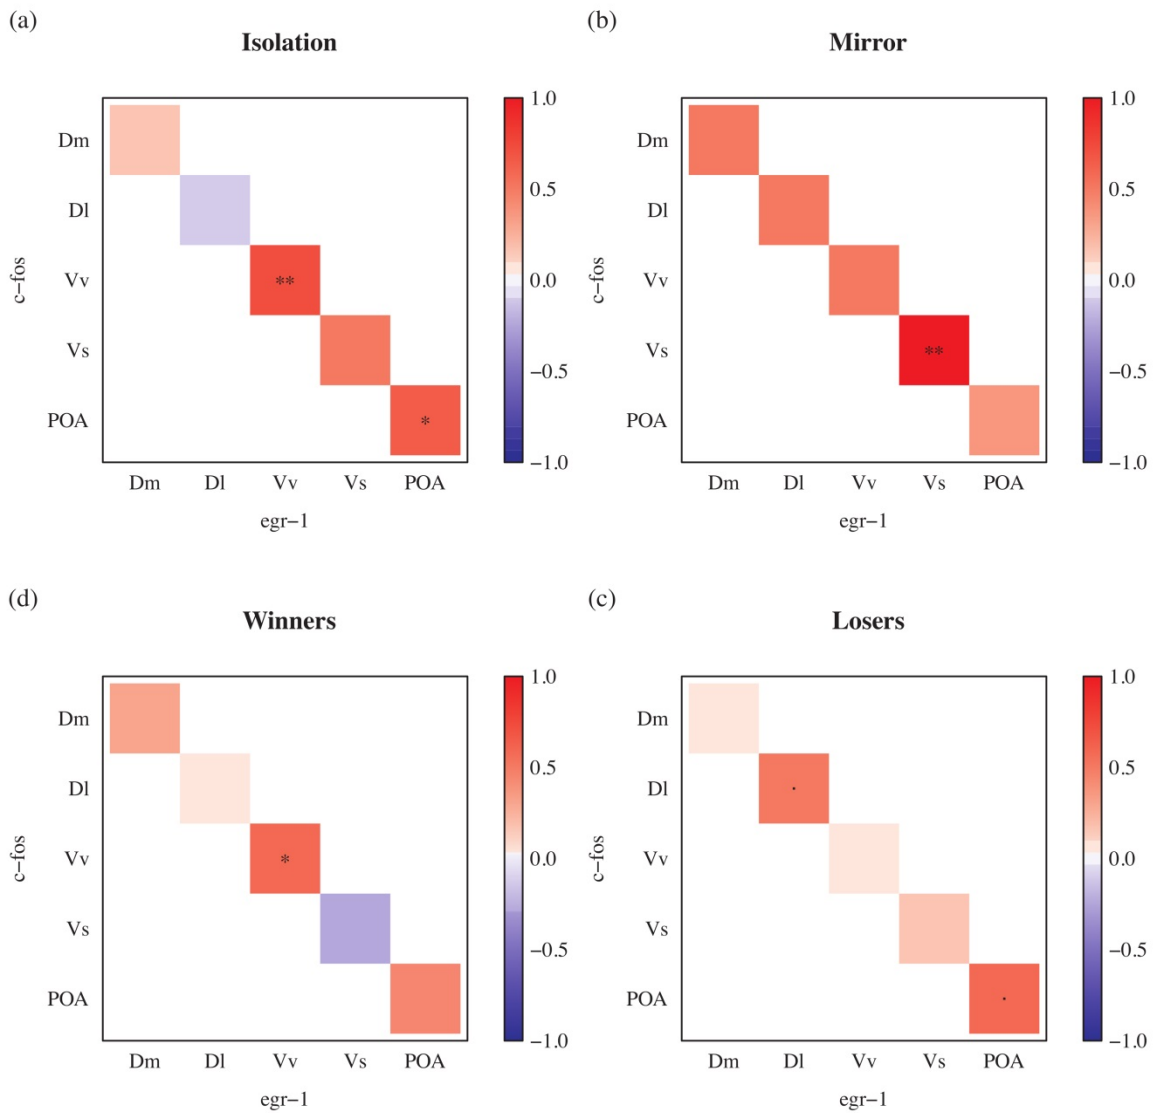 (a)
Isolation
c−fos
Dm
Dl
Vv
Vs
POA
**
*
Dm Dl Vv Vs POA
egr−1
1.0
0.5
0.0
−0.5
−1.0
(b)
Mirror
c−fos
Dm
Dl
Vv
Vs
POA
**
Dm Dl Vv Vs POA
egr−1
1.0
0.5
0.0
−0.5
−1.0
(d)
Winners
c−fos
Dm
Dl
Vv
Vs
POA
*
Dm Dl Vv Vs POA
egr−1
1.0
0.5
0.0
−0.5
−1.0
(c)
Losers
c−fos
Dm
Dl
Vv
Vs
POA
.
.
Dm Dl Vv Vs POA
egr−1
1.0
0.5
0.0
−0.5
−1.0